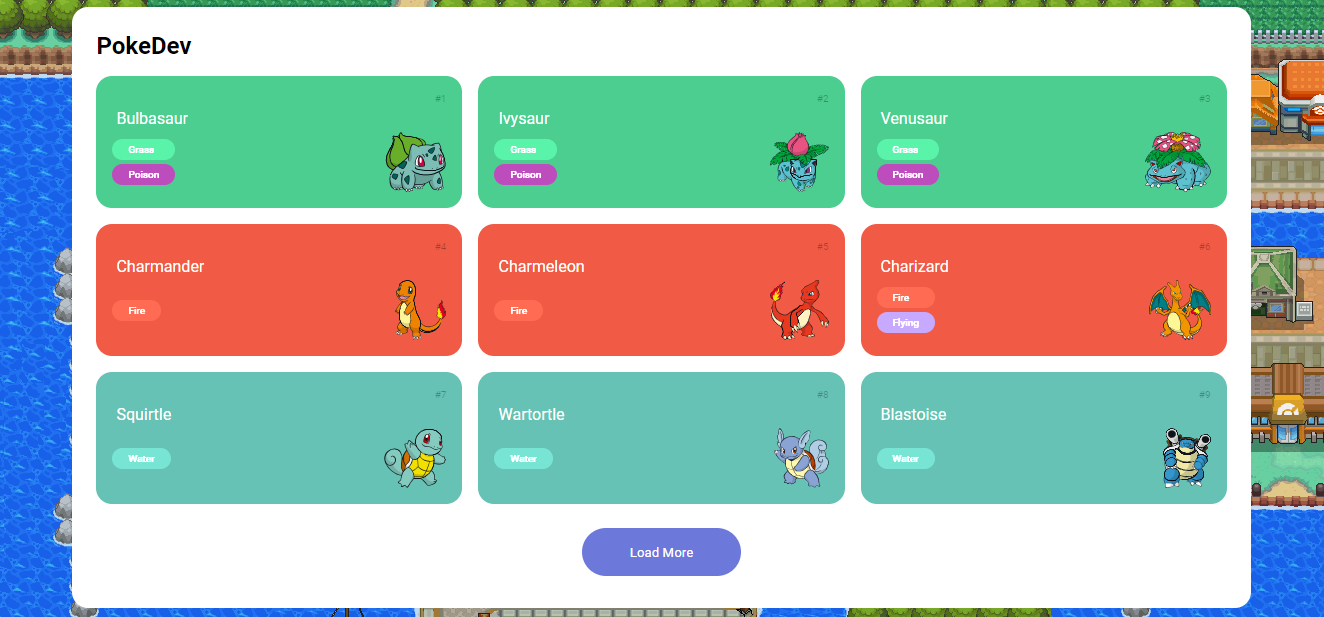 PokeDev
#1
Bulbasaur
Grass
Poison
#2
Ivysaur
Grass
Poison
#3
Venusaur
Grass
Poison
#4
Charmander
Fire
#5
Charmeleon
Fire
#6
Charizard
Fire
Flying
#7
Squirtle
Water
#8
Wartortle
Water
#9
Blastoise
Water
Load More